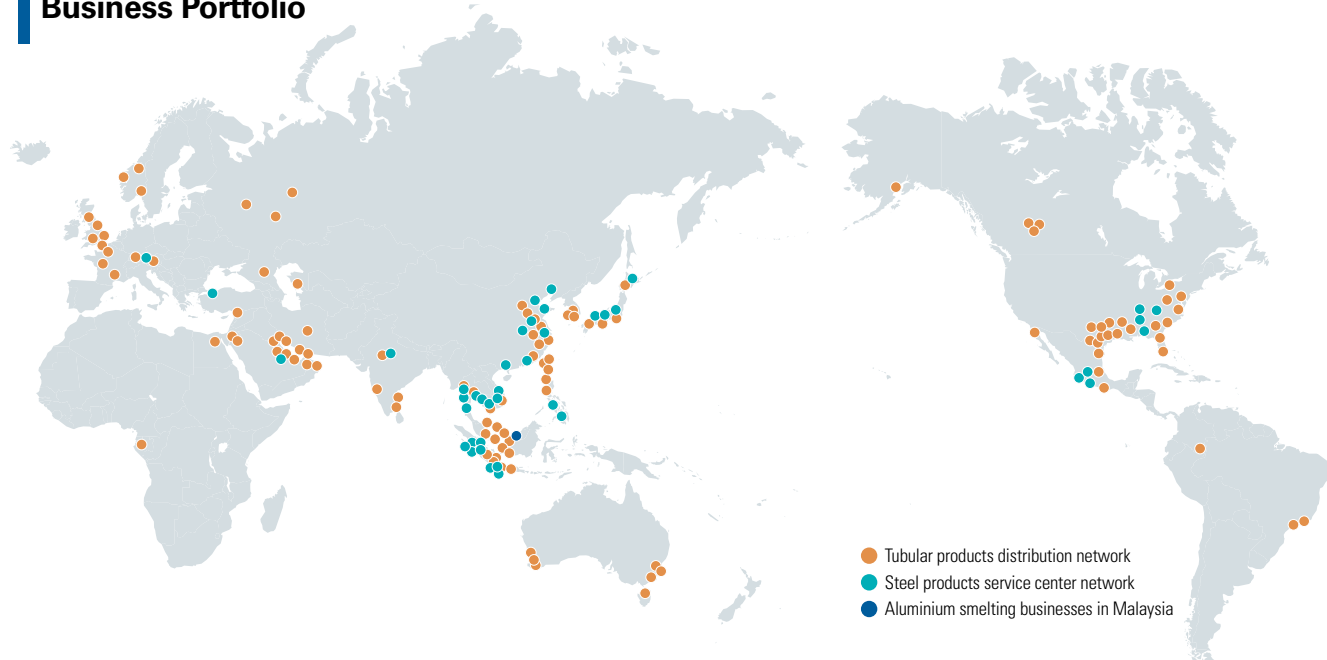 Business Portfolio
Tubular products distribution network
Steel products service center network
Aluminium smelting businesses in Malaysia